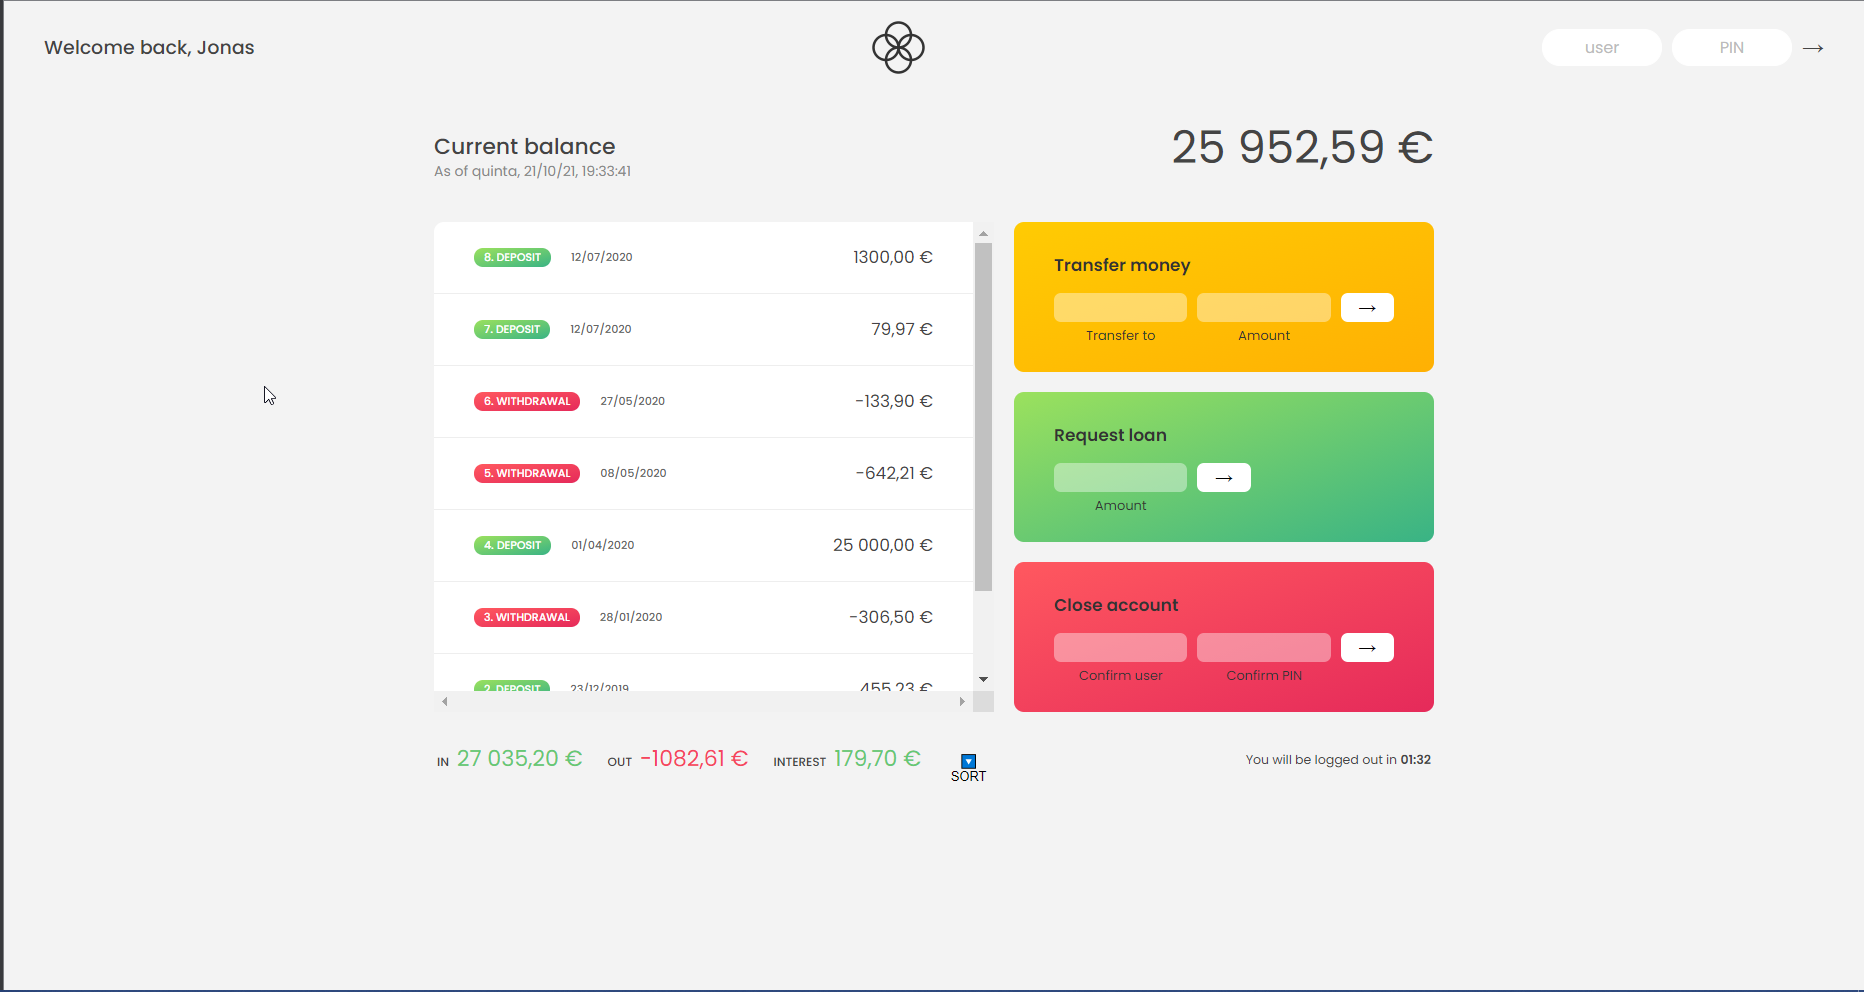 Welcome back, Jonas
user
PIN
→
Current balance
As of quinta, 21/10/21, 19:33:41
25 952,59 €
8. DEPOSIT 12/07/2020 1300,00 €
7. DEPOSIT 12/07/2020 79,97 €
6. WITHDRAWAL 27/05/2020 -133,90 €
5. WITHDRAWAL 08/05/2020 -642,21 €
4. DEPOSIT 01/04/2020 25 000,00 €
3. WITHDRAWAL 28/01/2020 -306,50 €
2. DEPOSIT 23/12/2019 455,23 €
Transfer money
→
Transfer to Amount
Request loan
→
Amount
Close account
→
Confirm user Confirm PIN
IN 27 035,20 € OUT -1082,61 € INTEREST 179,70 €
SORT
You will be logged out in 01:32